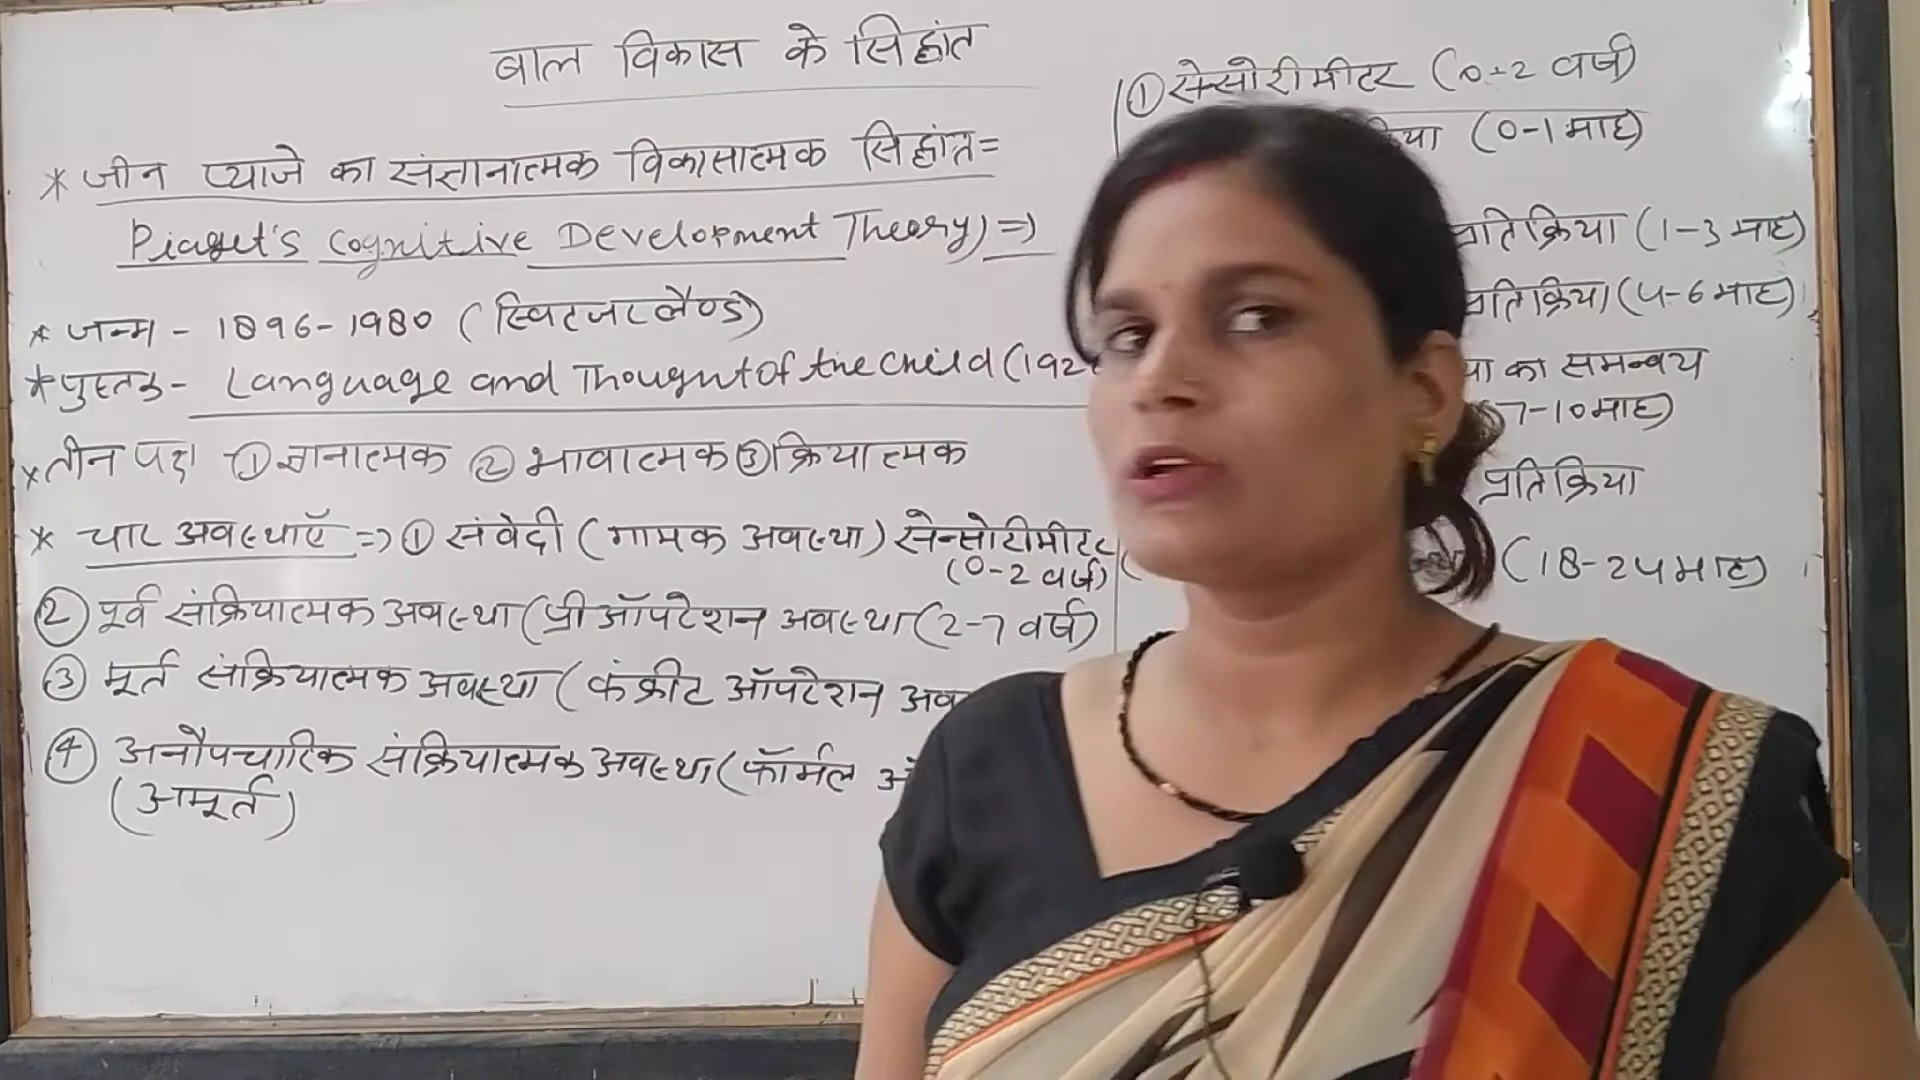 बाल विकास के सिद्धांत
* जीन प्याजे का संज्ञानात्मक विकासात्मक सिद्धांत=
Piaget's Cognitive Development Theory) =>
* जन्म - 1896-1980 (स्विटजरलैण्ड)
* पुस्तक - Language and Thought of the Child (192
* तीन पक्ष ① ज्ञानात्मक ② भावात्मक ③ क्रियात्मक
* चार अवस्थाएँ => ① संवेदी (गामक अवस्था) सेन्सोरीमीटर
(0-2 वर्ष)
② पूर्व संक्रियात्मक अवस्था (प्री ऑपरेशन अवस्था (2-7 वर्ष)
③ मूर्त संक्रियात्मक अवस्था (कंक्रीट ऑपरेशन अव
④ अनौपचारिक संक्रियात्मक अवस्था (फॉर्मल
(अमूर्त)
① सेन्सोरीमीटर (0-2 वर्ष)
क्रिया (0-1 माह)
प्रतिक्रिया (1-3 माह)
प्रतिक्रिया (4-6 माह)
या का समन्वय
7-10 माह)
प्रतिक्रिया
(18-24 माह)